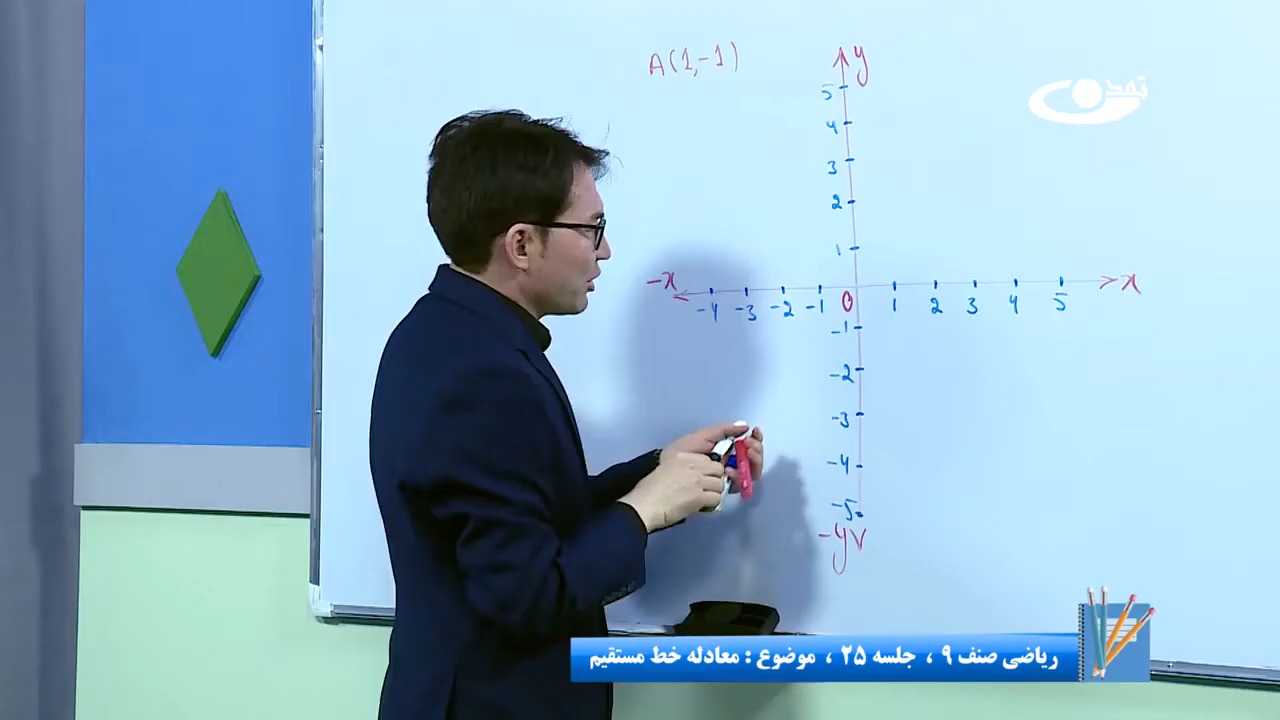 A(1,-1)
y
تمدن
5
4
3
2
1
-x -4 -3 -2 -1 0 1 2 3 4 5 x
-1
-2
-3
-4
-5
-y
ریاضی صنف ۹ ، جلسه ۲۵ ، موضوع : معادله خط مستقیم